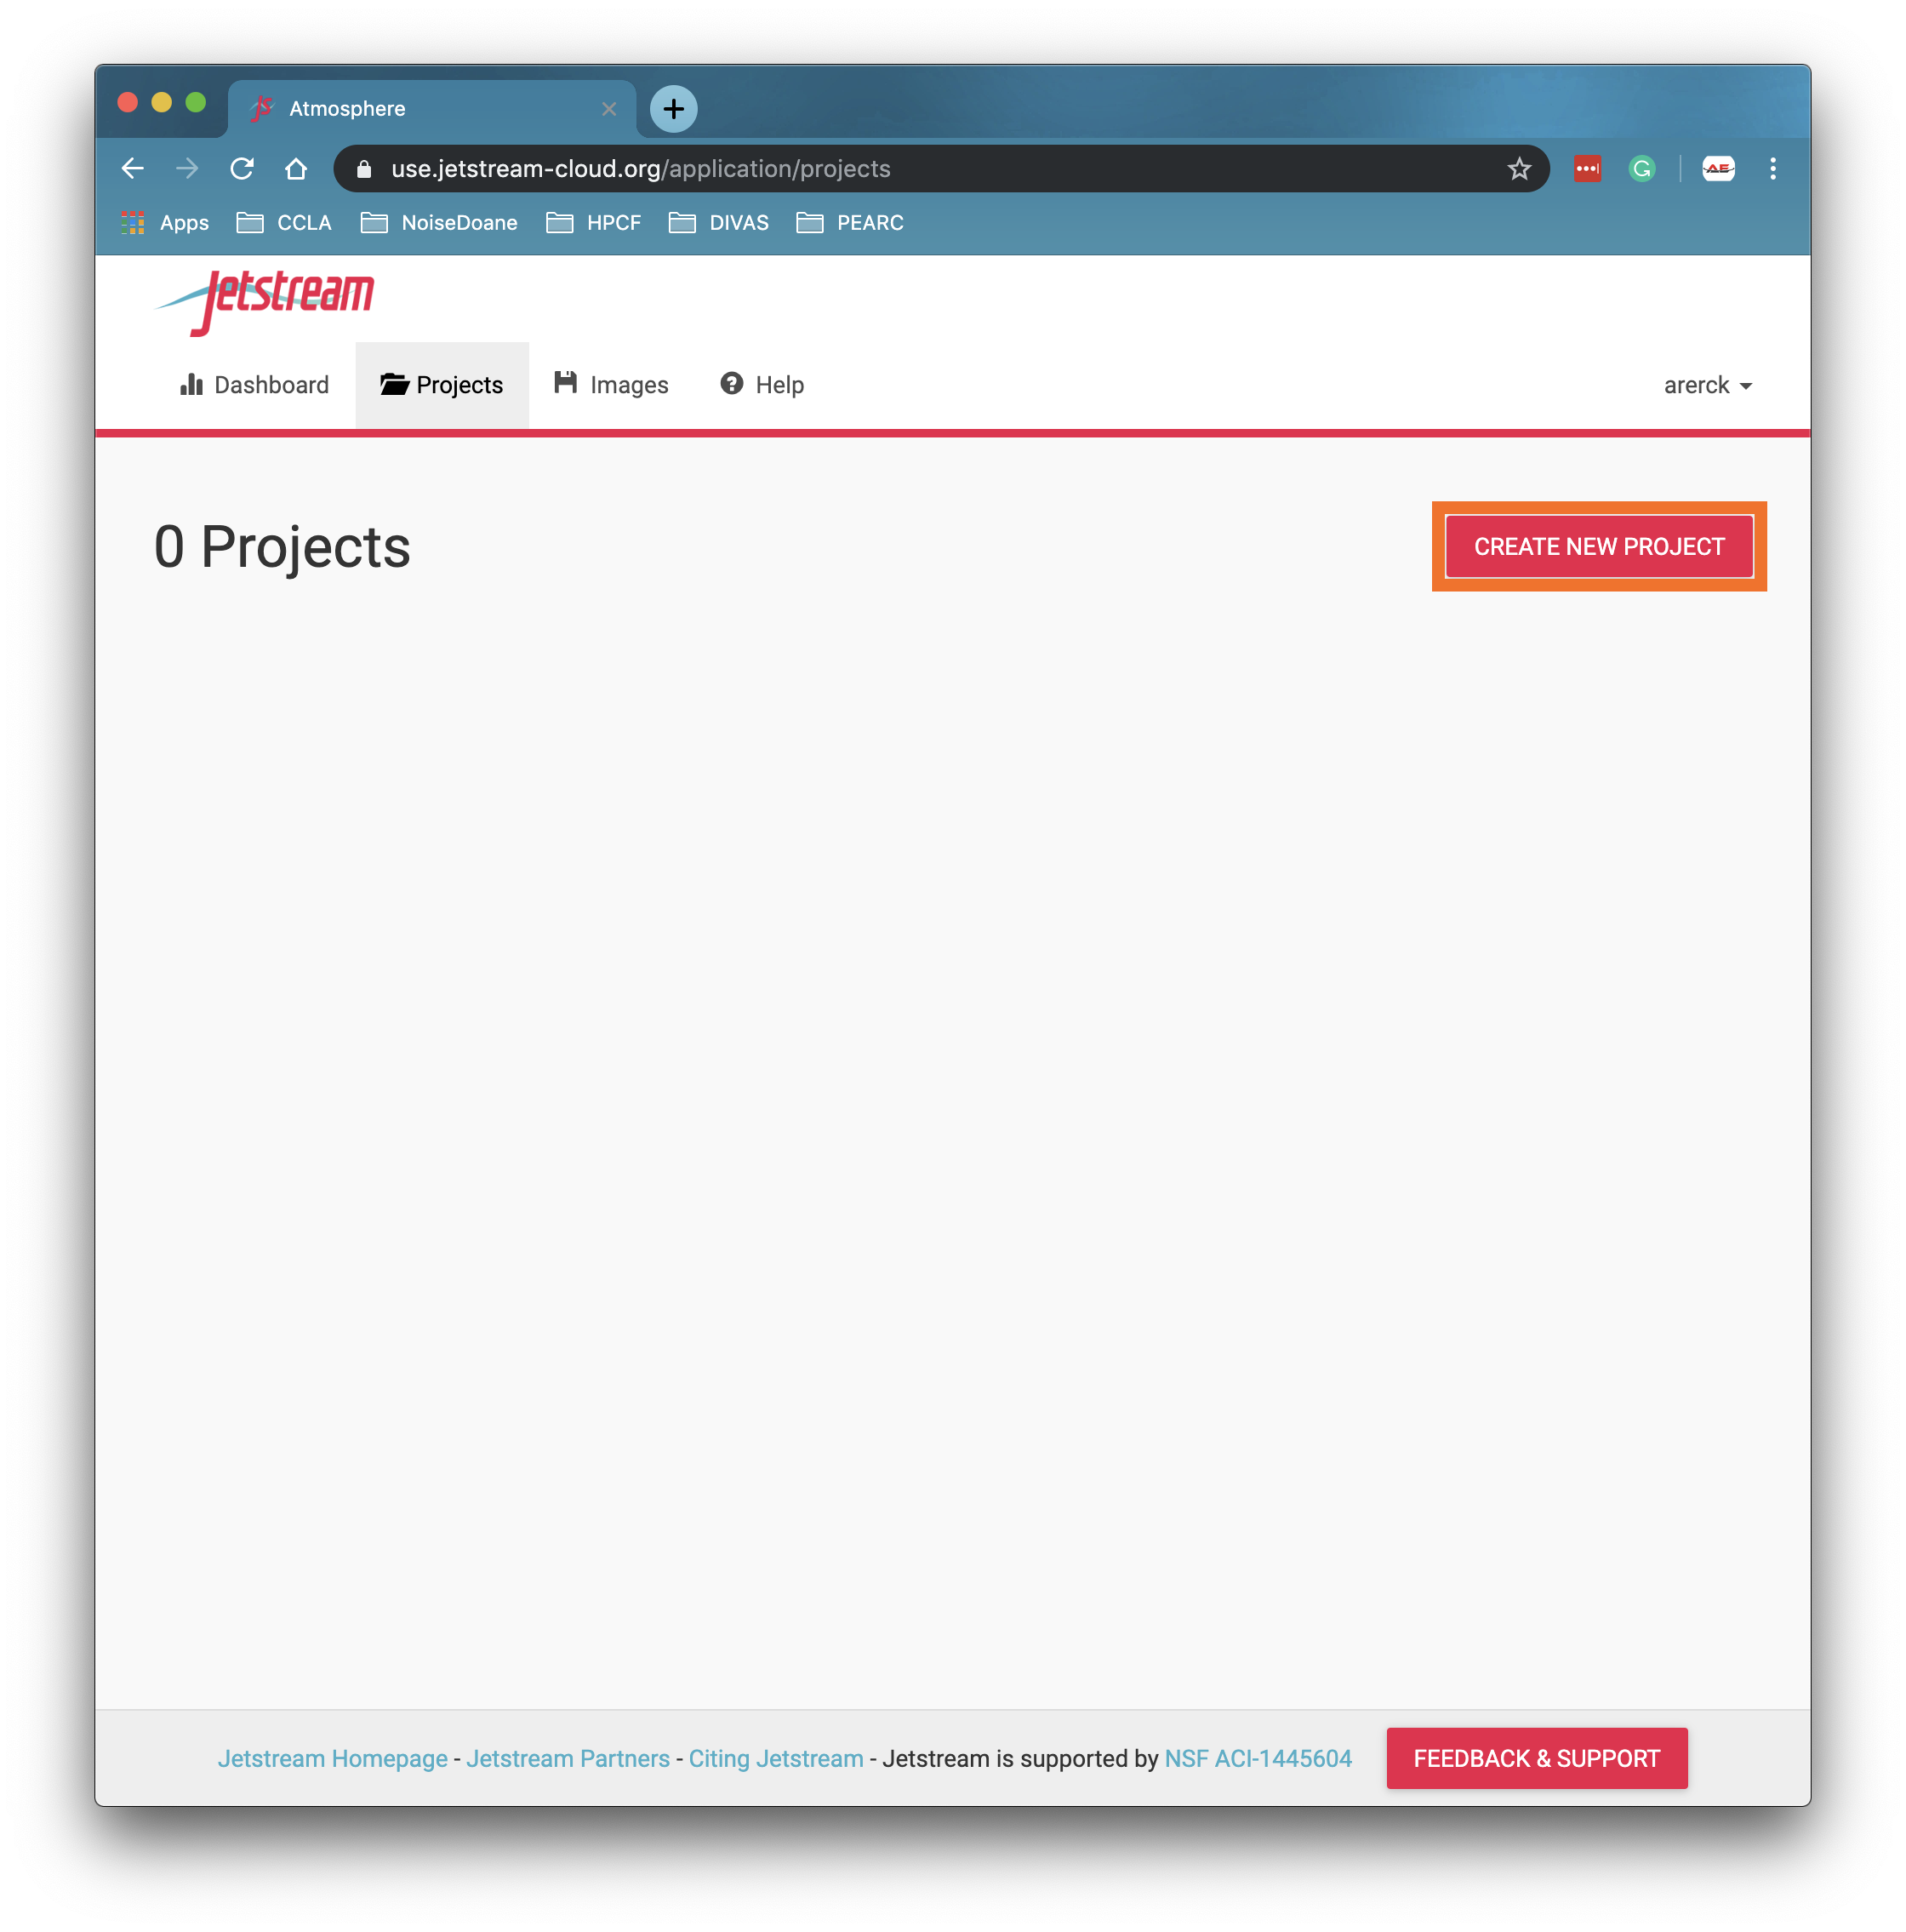 Atmosphere
use.jetstream-cloud.org/application/projects
Apps CCLA NoiseDoane HPCF DIVAS PEARC
Jetstream
Dashboard Projects Images Help arerck
0 Projects CREATE NEW PROJECT
Jetstream Homepage - Jetstream Partners - Citing Jetstream - Jetstream is supported by NSF ACI-1445604 FEEDBACK & SUPPORT